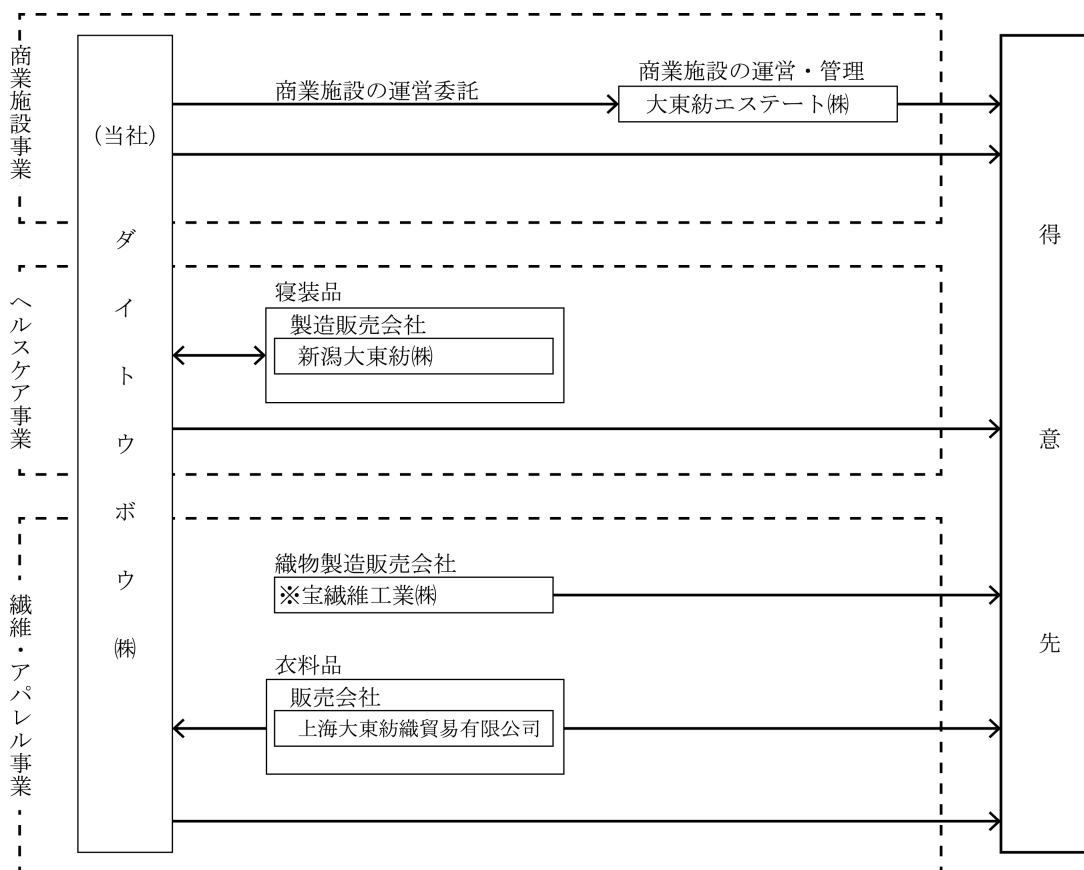 商業施設事業
商業施設の運営委託
商業施設の運営・管理
大東紡エステート㈱
(当社)
ダイトウボウ㈱
得意先
ヘルスケア事業
寝装品
製造販売会社
新潟大東紡㈱
繊維・アパレル事業
織物製造販売会社
※宝繊維工業㈱
衣料品
販売会社
上海大東紡織貿易有限公司